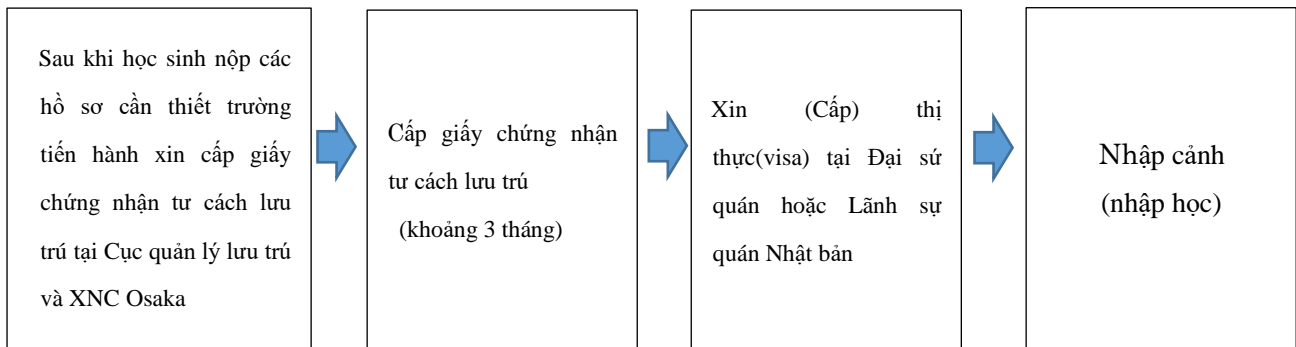 Sau khi học sinh nộp các
hồ sơ cần thiết trường
tiến hành xin cấp giấy
chứng nhận tư cách lưu
trú tại Cục quản lý lưu trú
và XNC Osaka
Cấp giấy chứng nhận
tư cách lưu trú
(khoảng 3 tháng)
Xin (Cấp) thị
thực(visa) tại Đại sứ
quán hoặc Lãnh sự
quán Nhật bản
Nhập cảnh
(nhập học)